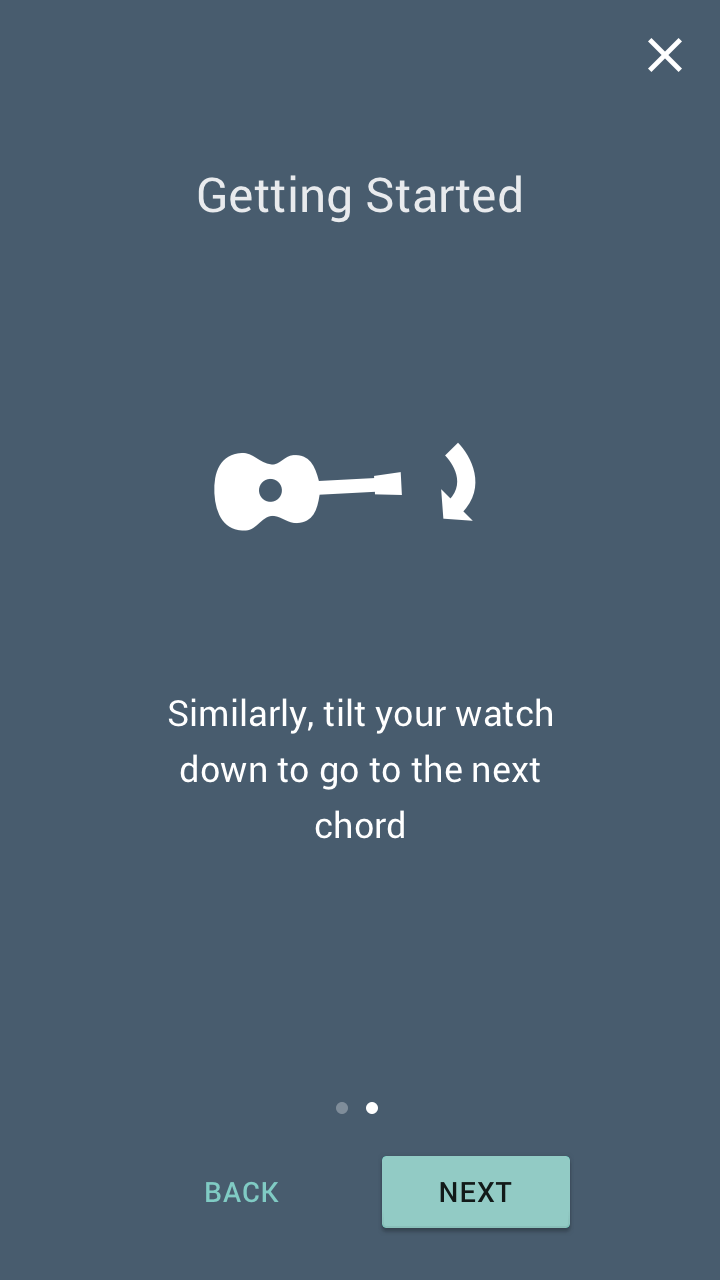 Getting Started
Similarly, tilt your watch
down to go to the next
chord
BACK
NEXT